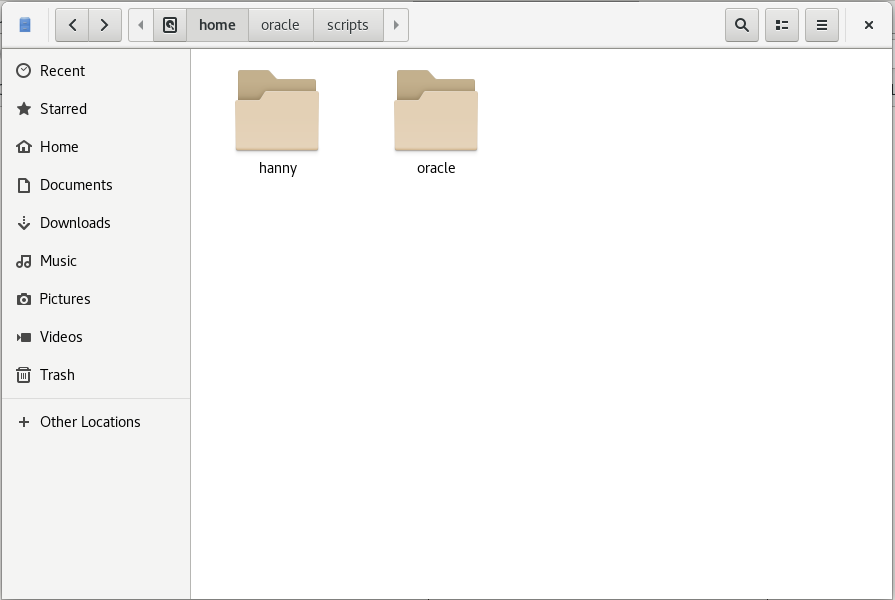 home oracle scripts
Recent
Starred
Home
Documents
Downloads
Music
Pictures
Videos
Trash
Other Locations
hanny oracle